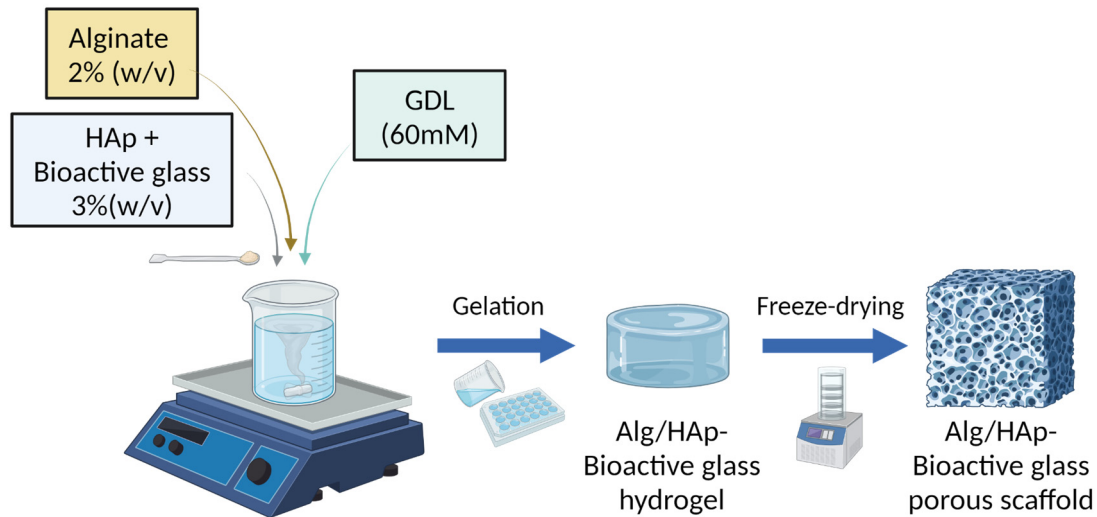 Alginate
2% (w/v)
HAp +
Bioactive glass
3%(w/v)
GDL
(60mM)
Gelation
Freeze-drying
Alg/HAp-
Bioactive glass
hydrogel
Alg/HAp-
Bioactive glass
porous scaffold